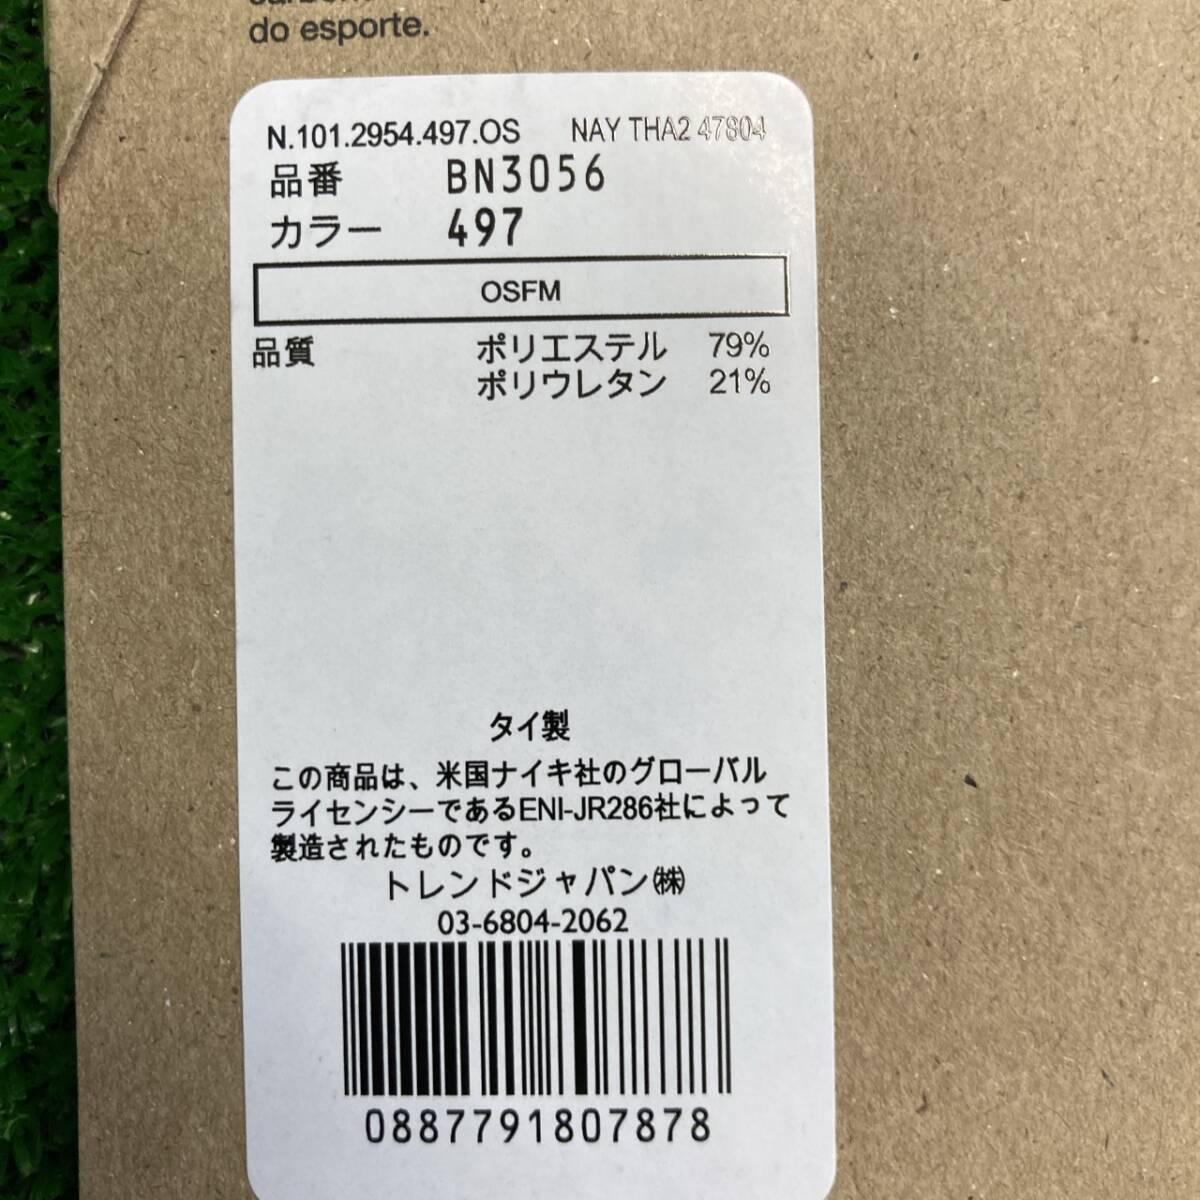 do esporte.
N.101.2954.497.OS NAY THA2 47804
品番 BN3056
カラー 497
OSFM
品質 ポリエステル 79%
ポリウレタン 21%
タイ製
この商品は、米国ナイキ社のグローバル
ライセンシーであるENI-JR286社によって
製造されたものです。
トレンドジャパン㈱
03-6804-2062
0887791807878